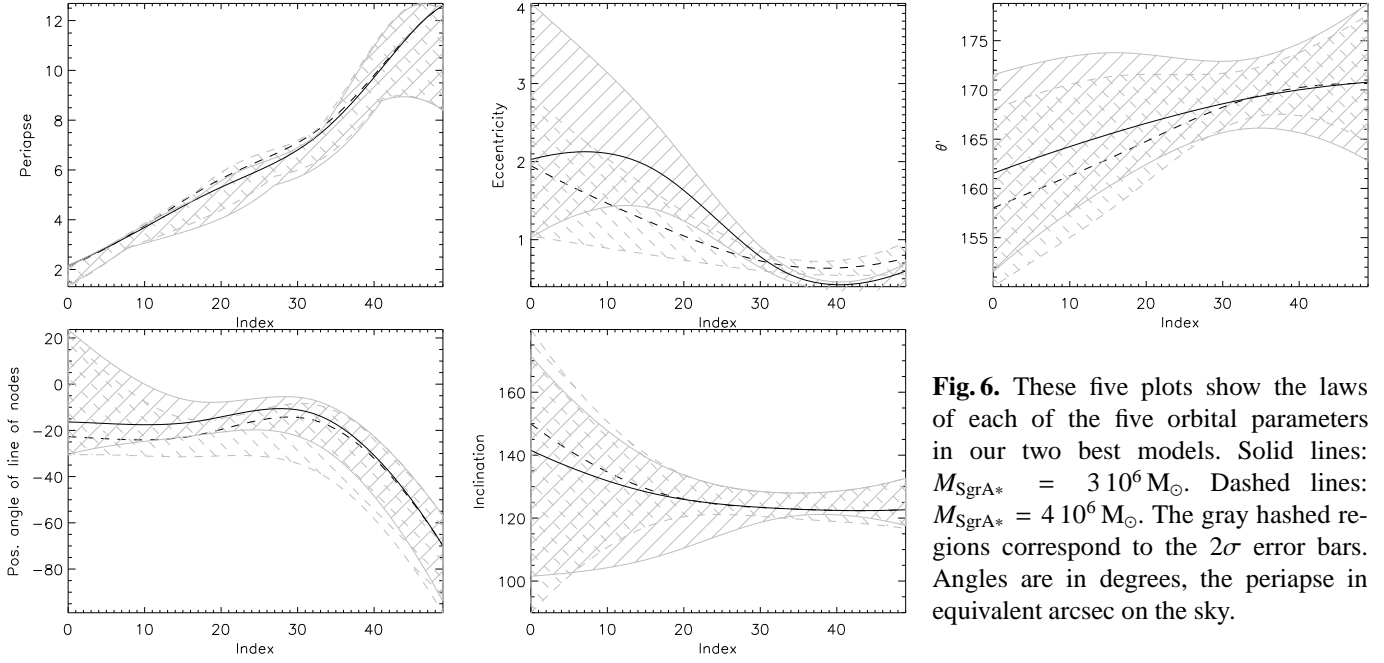 12
10
8
6
4
2
Periapse
0 10 20 30 40
Index
4
3
2
1
Eccentricity
0 10 20 30 40
Index
175
170
165
160
155
θ'
0 10 20 30 40
Index
20
0
−20
−40
−60
−80
Pos. angle of line of nodes
0 10 20 30 40
Index
160
140
120
100
Inclination
0 10 20 30 40
Index
Fig. 6. These five plots show the laws
of each of the five orbital parameters
in our two best models. Solid lines:
M_SgrA* = 3 10⁶ M⊙. Dashed lines:
M_SgrA* = 4 10⁶ M⊙. The gray hashed re-
gions correspond to the 2σ error bars.
Angles are in degrees, the periapse in
equivalent arcsec on the sky.